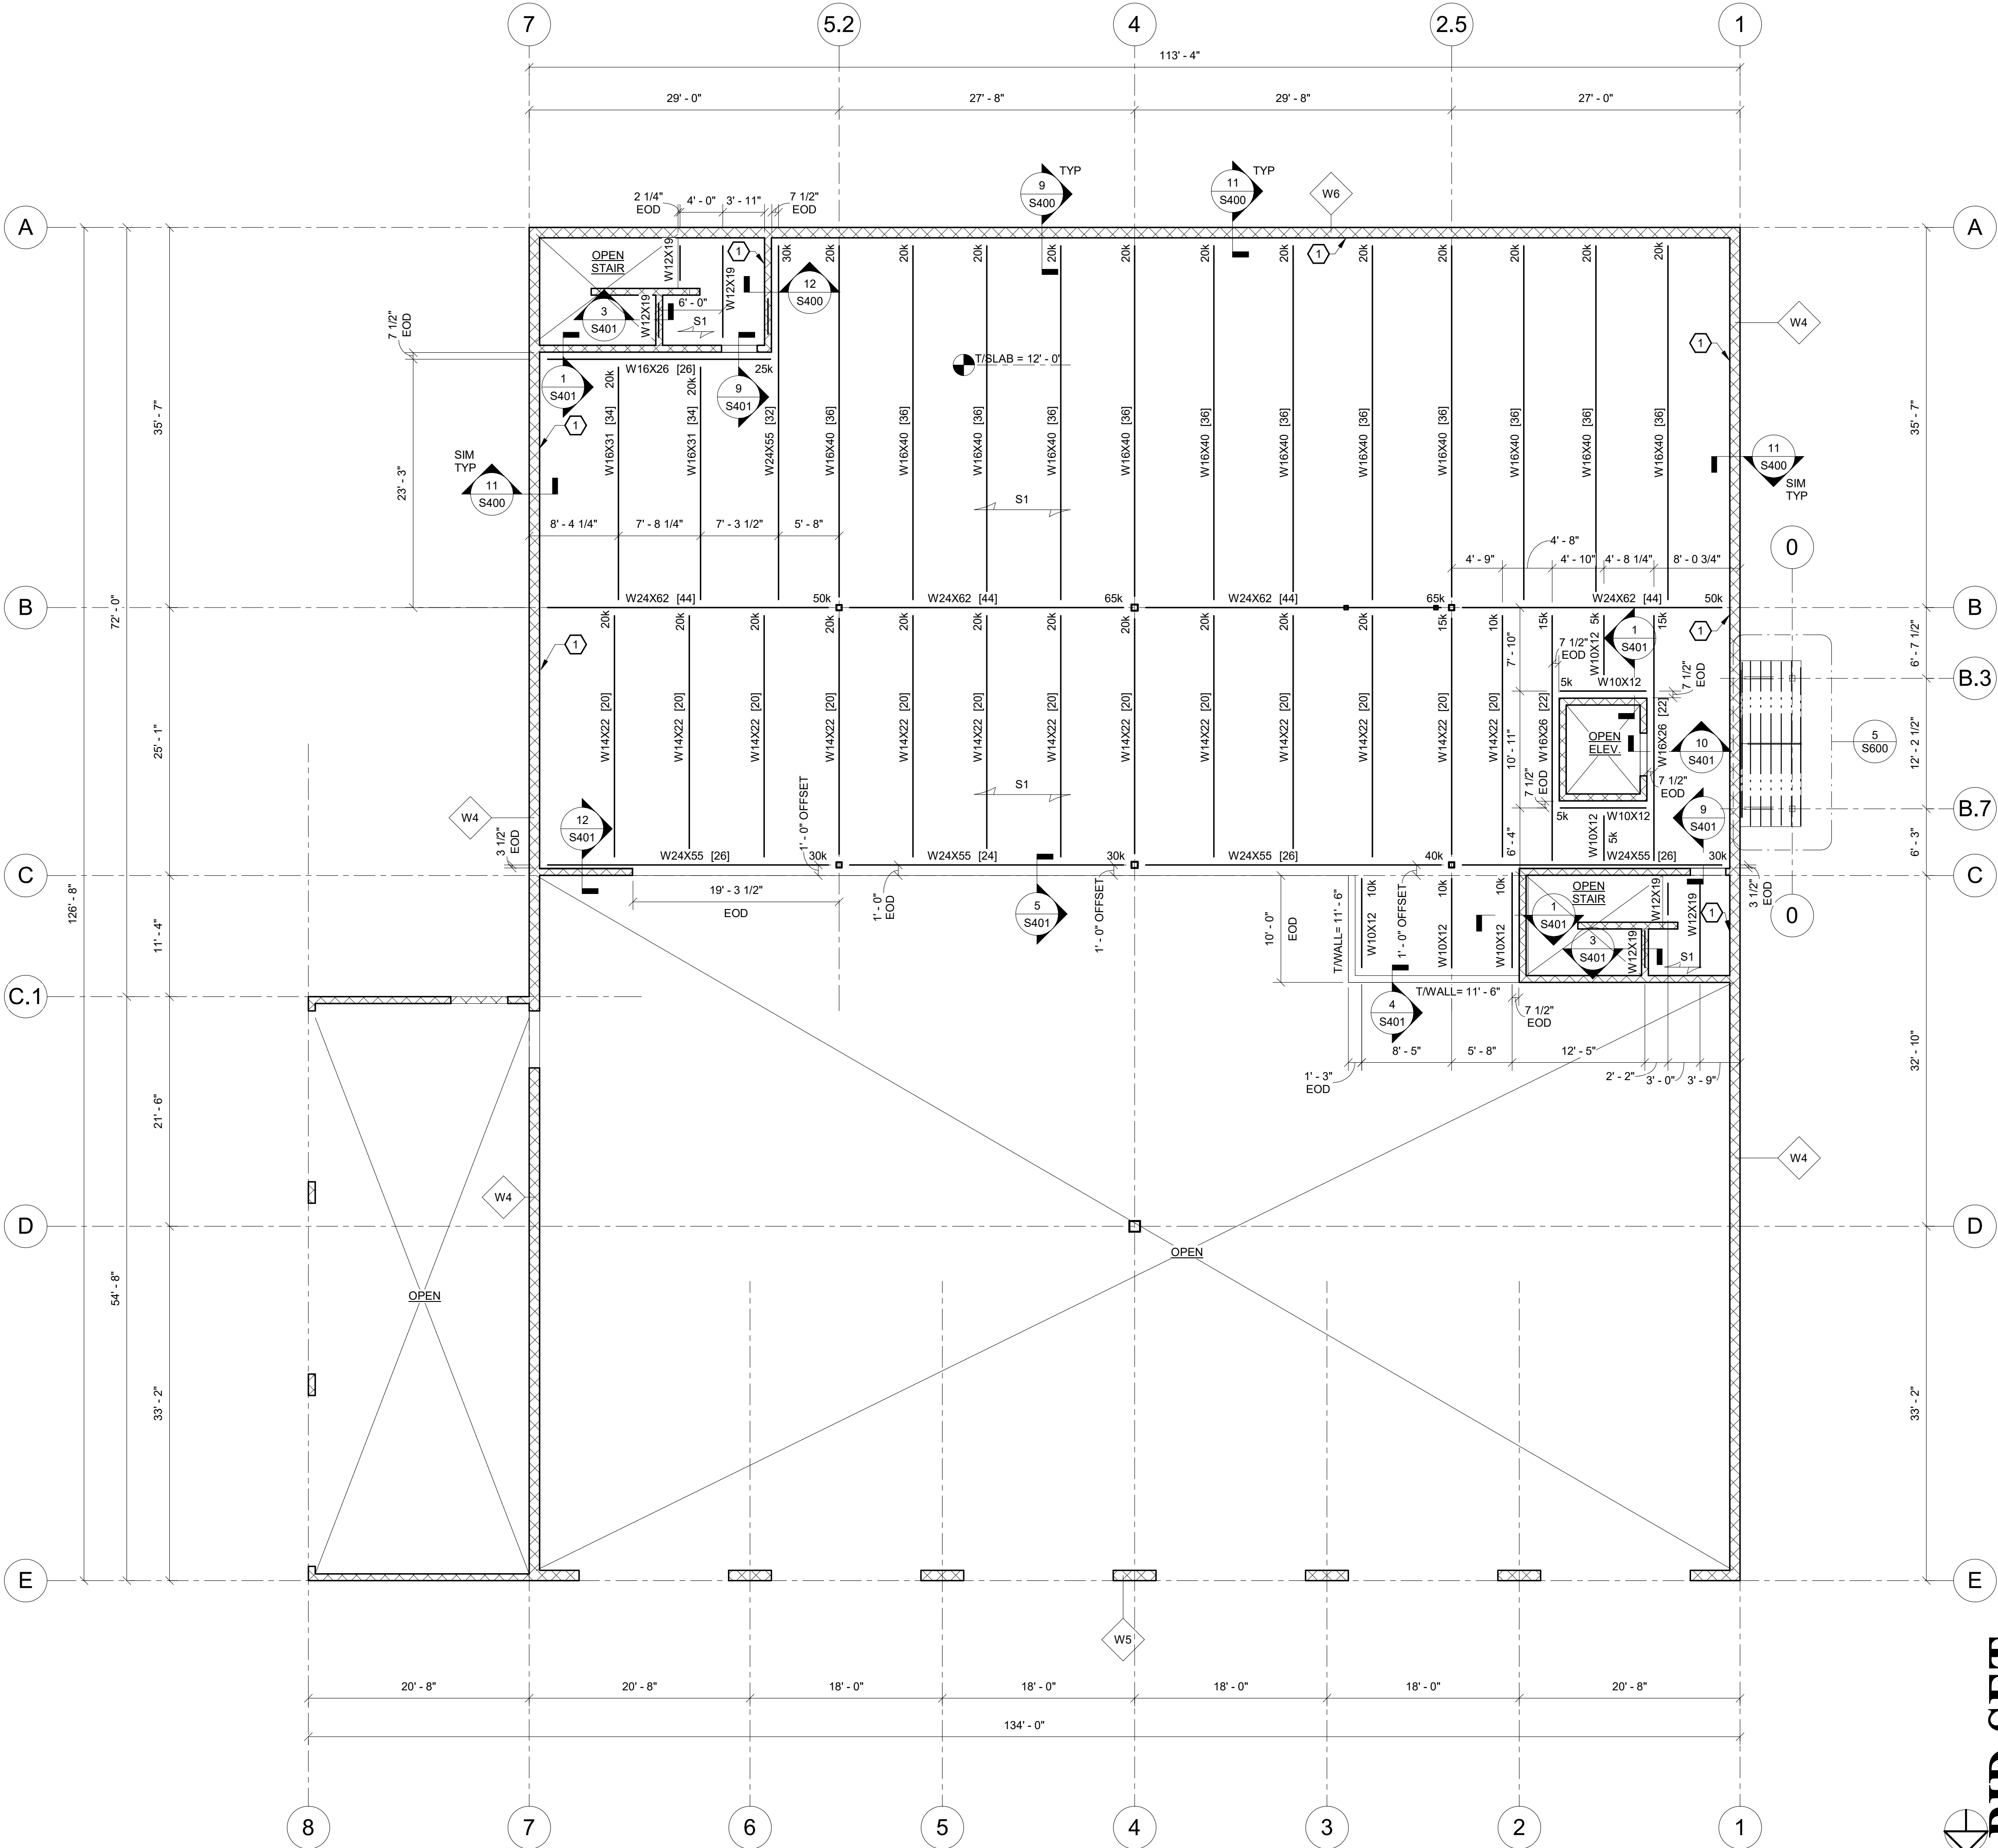 7
5.2
4
2.5
1
113' - 4"
29' - 0"
27' - 8"
29' - 8"
27' - 0"
2 1/4"
EOD
4' - 0"
3' - 11"
7 1/2"
EOD
9
S400
TYP
11
S400
TYP
W6
A
A
OPEN
STAIR
W12X19
1
30k
20k
20k
20k
20k
20k
20k
20k
20k
20k
20k
20k
20k
1
W12X19
12
S400
3
S401
W12X19
6' - 0"
S1
W4
7 1/2"
EOD
1
T/SLAB = 12' - 0"
W16X26 [26]
25k
1
S401
20k
20k
9
S401
35' - 7"
35' - 7"
23' - 3"
1
W16X31 [34]
W16X31 [34]
W24X55 [32]
W16X40 [36]
W16X40 [36]
W16X40 [36]
W16X40 [36]
W16X40 [36]
W16X40 [36]
W16X40 [36]
W16X40 [36]
W16X40 [36]
W16X40 [36]
W16X40 [36]
W16X40 [36]
SIM
TYP
11
S400
11
S400
SIM
TYP
S1
8' - 4 1/4"
7' - 8 1/4"
7' - 3 1/2"
5' - 8"
4' - 8"
4' - 9"
4' - 10"
4' - 8 1/4"
8' - 0 3/4"
0
72' - 0"
B
W24X62 [44]
50k
W24X62 [44]
65k
W24X62 [44]
65k
W24X62 [44]
50k
B
20k
20k
20k
20k
20k
20k
20k
20k
20k
20k
20k
15k
10k
15k
5k
15k
1
1
W10X12
1
S401
7' - 10"
7 1/2"
EOD
7 1/2"
EOD
5k
W10X12
6' - 7 1/2"
B.3
25' - 1"
W14X22 [20]
W14X22 [20]
W14X22 [20]
W14X22 [20]
W14X22 [20]
W14X22 [20]
W14X22 [20]
W14X22 [20]
W14X22 [20]
W14X22 [20]
W14X22 [20]
W14X22 [20]
W14X22 [20]
W16X26 [22]
W16X26 [22]
10' - 11"
OPEN
ELEV.
10
S401
12' - 2 1/2"
5
S600
7 1/2"
EOD
7 1/2"
EOD
S1
1' - 0" OFFSET
W4
12
S401
3 1/2"
EOD
5k
W10X12
W10X12
5k
9
S401
B.7
6' - 4"
6' - 3"
W24X55 [26]
30k
W24X55 [24]
30k
W24X55 [26]
40k
W24X55 [26]
30k
C
C
126' - 8"
19' - 3 1/2"
EOD
1' - 0"
EOD
5
S401
1' - 0" OFFSET
10' - 0"
EOD
T/WALL= 11' - 6"
10k
W10X12
1' - 0" OFFSET
10k
W10X12
10k
W10X12
OPEN
STAIR
1
S401
3
S401
W12X19
W12X19
W12X19
S1
1
3 1/2"
EOD
0
11' - 4"
C.1
T/WALL= 11' - 6"
4
S401
7 1/2"
EOD
8' - 5"
5' - 8"
12' - 5"
1' - 3"
EOD
2' - 2"
3' - 0"
3' - 9"
32' - 10"
21' - 6"
W4
W4
D
D
OPEN
OPEN
54' - 8"
33' - 2"
33' - 2"
E
E
W5
20' - 8"
20' - 8"
18' - 0"
18' - 0"
18' - 0"
18' - 0"
20' - 8"
134' - 0"
8
7
6
5
4
3
2
1